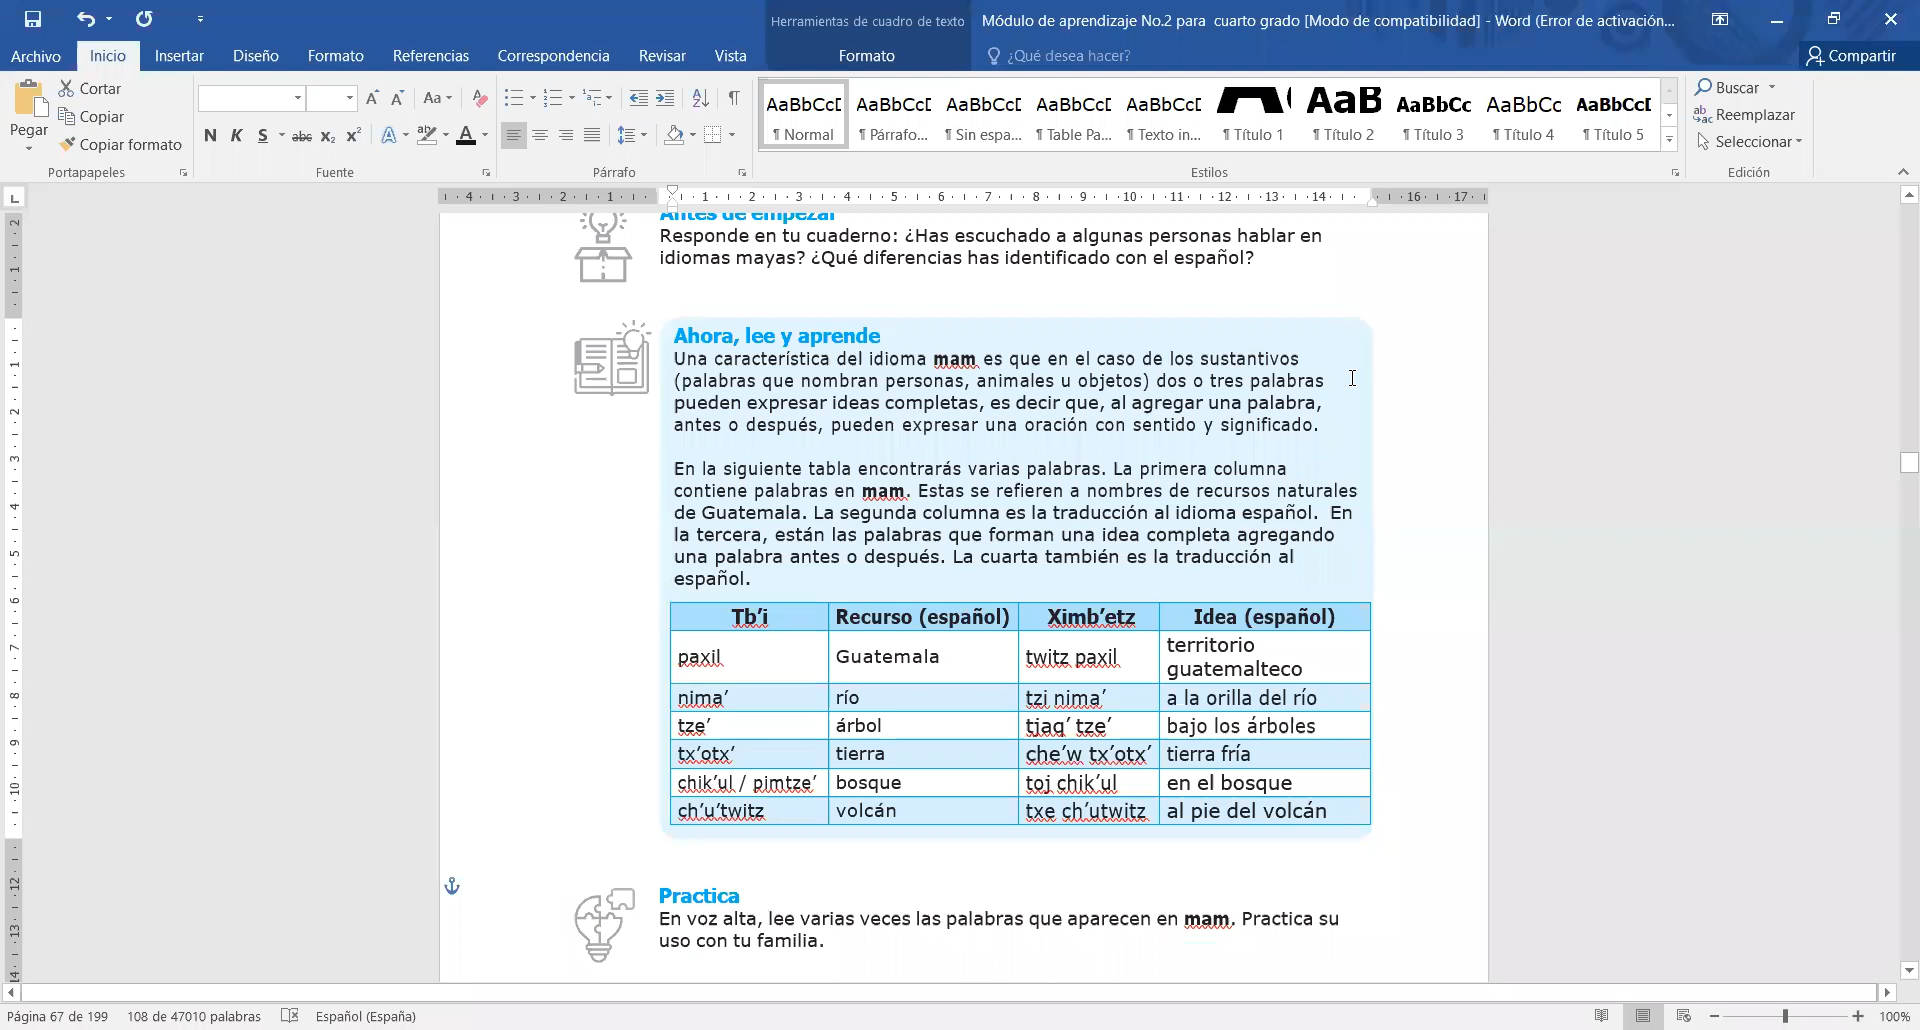 Herramientas de cuadro de texto
Módulo de aprendizaje No.2 para cuarto grado [Modo de compatibilidad] - Word (Error de activación...
Archivo Inicio Insertar Diseño Formato Referencias Correspondencia Revisar Vista Formato ¿Qué desea hacer? Compartir
Pegar
Cortar
Copiar
Copiar formato
Portapapeles
N K S abc x₂ x²
Fuente
Párrafo
AaBbCcD AaBbCcD AaBbCcD AaBbCcD AaBbCcD AaB AaBbCc AaBbCc AaBbCcD
¶ Normal ¶ Párrafo... ¶ Sin espa... ¶ Table Pa... ¶ Texto in... ¶ Título 1 ¶ Título 2 ¶ Título 3 ¶ Título 4 ¶ Título 5
Estilos
Buscar
Reemplazar
Seleccionar
Edición
Antes de empezar
Responde en tu cuaderno: ¿Has escuchado a algunas personas hablar en
idiomas mayas? ¿Qué diferencias has identificado con el español?
Ahora, lee y aprende
Una característica del idioma mam es que en el caso de los sustantivos
(palabras que nombran personas, animales u objetos) dos o tres palabras
pueden expresar ideas completas, es decir que, al agregar una palabra,
antes o después, pueden expresar una oración con sentido y significado.
En la siguiente tabla encontrarás varias palabras. La primera columna
contiene palabras en mam. Estas se refieren a nombres de recursos naturales
de Guatemala. La segunda columna es la traducción al idioma español. En
la tercera, están las palabras que forman una idea completa agregando
una palabra antes o después. La cuarta también es la traducción al
español.
Tb’i Recurso (español) Ximb’etz Idea (español)
paxil Guatemala twitz paxil territorio guatemalteco
nima’ río tzi nima’ a la orilla del río
tze’ árbol tjaq’ tze’ bajo los árboles
tx’otx’ tierra che’w tx’otx’ tierra fría
chik’ul / pimtze’ bosque toj chik’ul en el bosque
ch’u’twitz volcán txe ch’utwitz al pie del volcán
Practica
En voz alta, lee varias veces las palabras que aparecen en mam. Practica su
uso con tu familia.
Página 67 de 199 108 de 47010 palabras Español (España) 100%